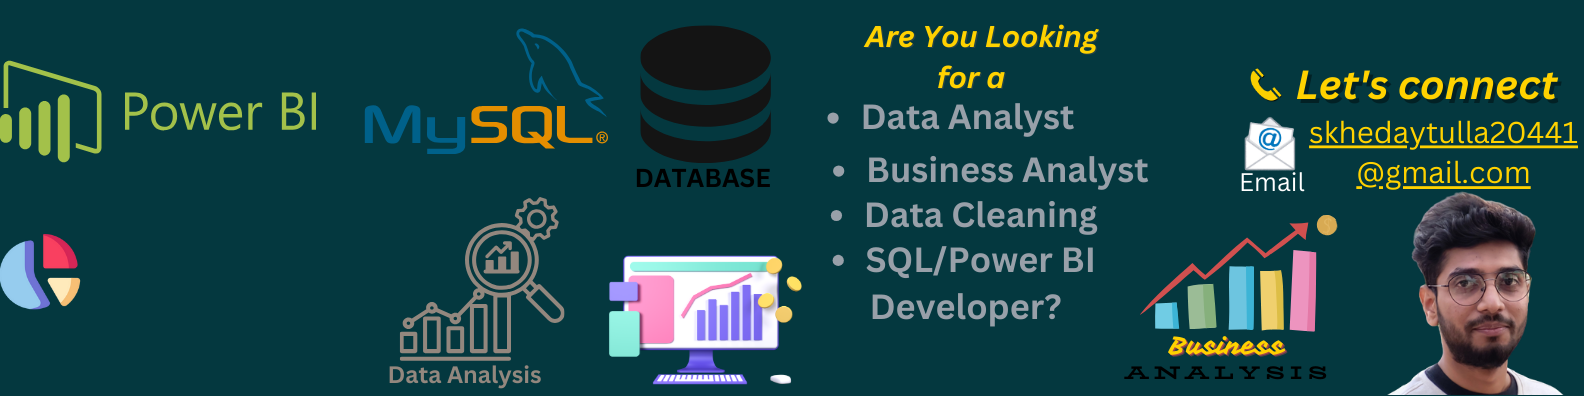 Power BI
MySQL®
DATABASE
Data Analysis
Are You Looking
for a
• Data Analyst
• Business Analyst
• Data Cleaning
• SQL/Power BI
Developer?
Let's connect
@
skhedaytulla20441
@gmail.com
Email
$
Business
ANALYSIS